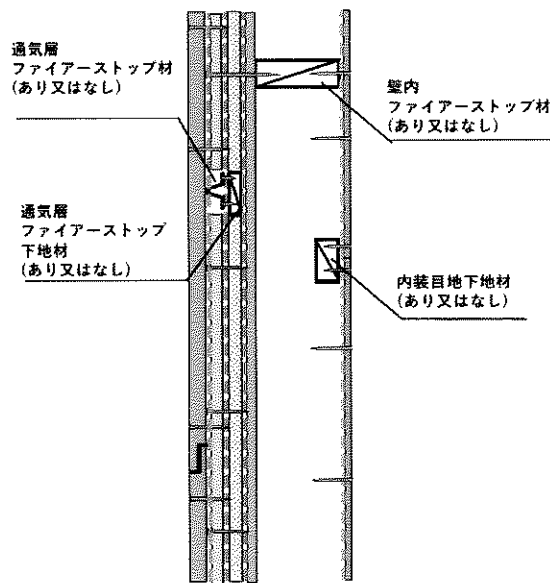 通気層
ファイアーストップ材
(あり又はなし)
壁内
ファイアーストップ材
(あり又はなし)
通気層
ファイアーストップ
下地材
(あり又はなし)
内装目地下地材
(あり又はなし)